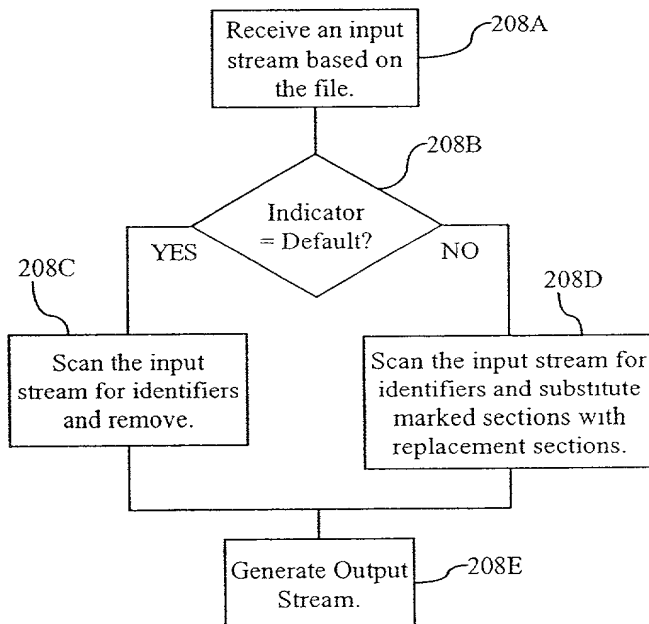 Receive an input
stream based on
the file.
208A
208B
Indicator
= Default?
YES
NO
208C
208D
Scan the input
stream for identifiers
and remove.
Scan the input stream for
identifiers and substitute
marked sections with
replacement sections.
Generate Output
Stream.
208E